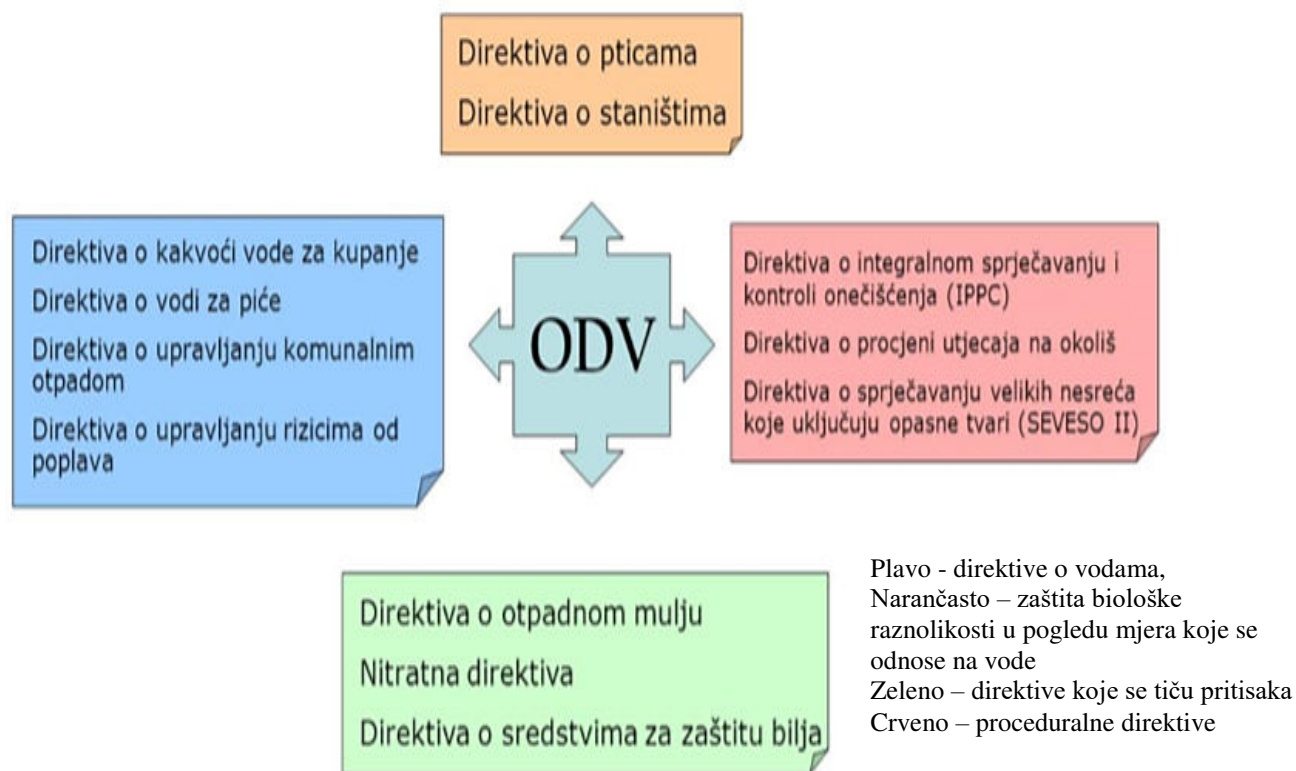 Direktiva o pticama
Direktiva o staništima
Direktiva o kakvoći vode za kupanje
Direktiva o vodi za piće
Direktiva o upravljanju komunalnim
otpadom
Direktiva o upravljanju rizicima od
poplava
ODV
Direktiva o integralnom sprječavanju i
kontroli onečišćenja (IPPC)
Direktiva o procjeni utjecaja na okoliš
Direktiva o sprječavanju velikih nesreća
koje uključuju opasne tvari (SEVESO II)
Direktiva o otpadnom mulju
Nitratna direktiva
Direktiva o sredstvima za zaštitu bilja
Plavo - direktive o vodama,
Narančasto – zaštita biološke
raznolikosti u pogledu mjera koje se
odnose na vode
Zeleno – direktive koje se tiču pritisaka
Crveno – proceduralne direktive